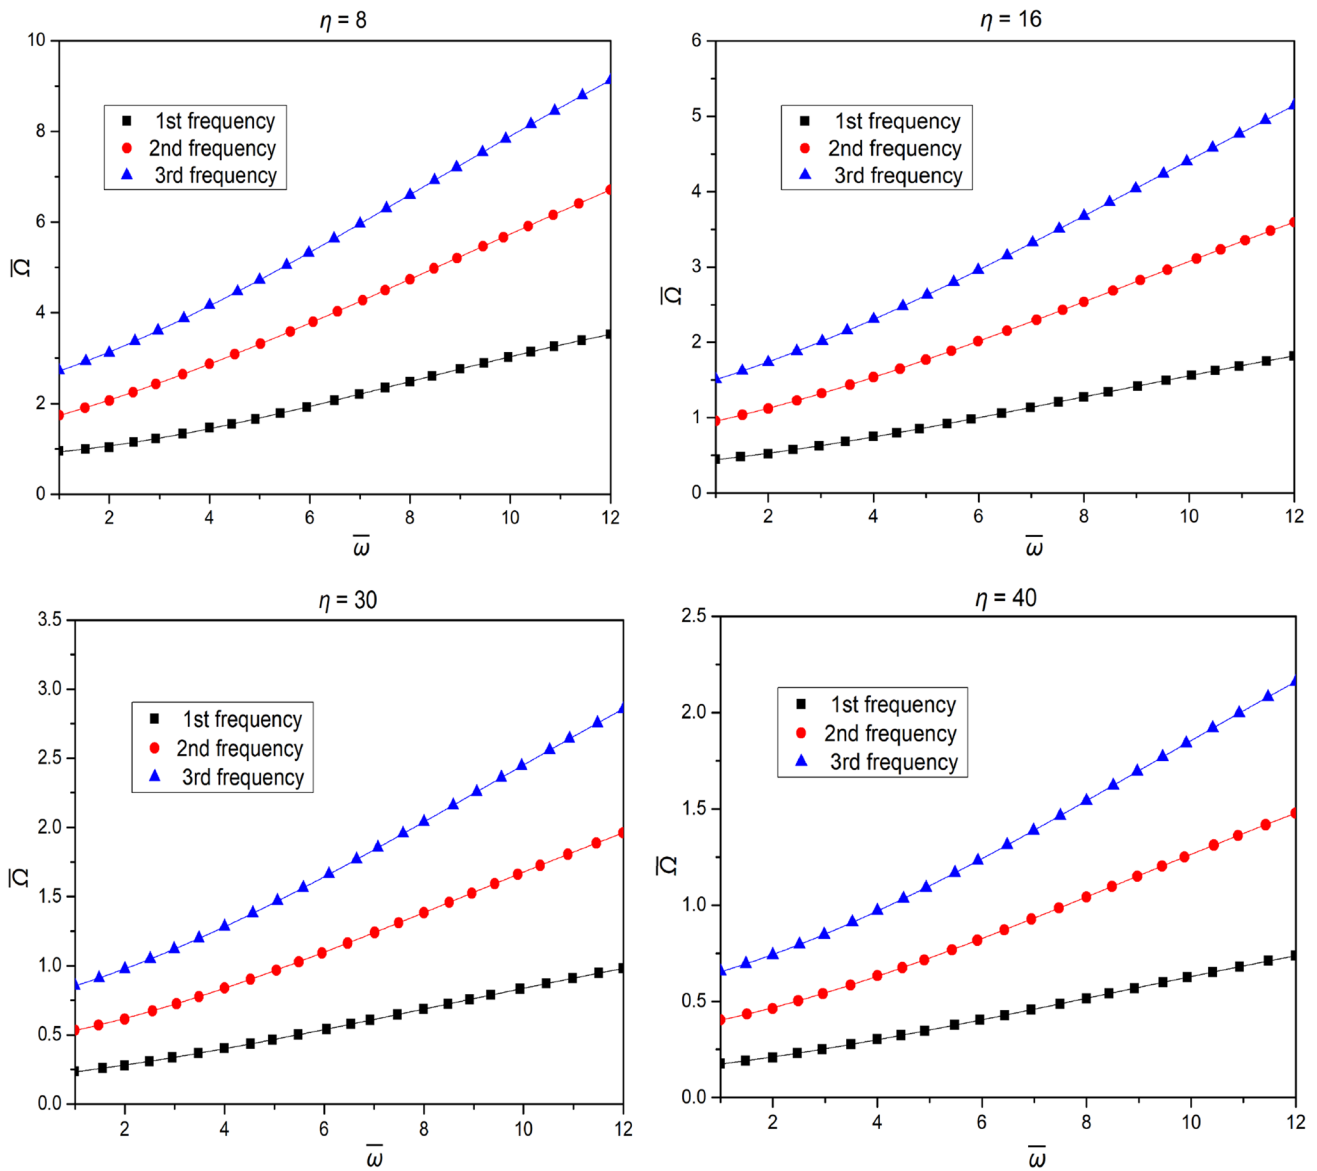 η = 8
10
8
6
4
2
0
Ω̅
1st frequency
2nd frequency
3rd frequency
2 4 6 8 10 12
ω̅
η = 16
6
5
4
3
2
1
0
Ω̅
1st frequency
2nd frequency
3rd frequency
2 4 6 8 10 12
ω̅
η = 30
3.5
3.0
2.5
2.0
1.5
1.0
0.5
0.0
Ω̅
1st frequency
2nd frequency
3rd frequency
2 4 6 8 10 12
ω̅
η = 40
2.5
2.0
1.5
1.0
0.5
0.0
Ω̅
1st frequency
2nd frequency
3rd frequency
2 4 6 8 10 12
ω̅